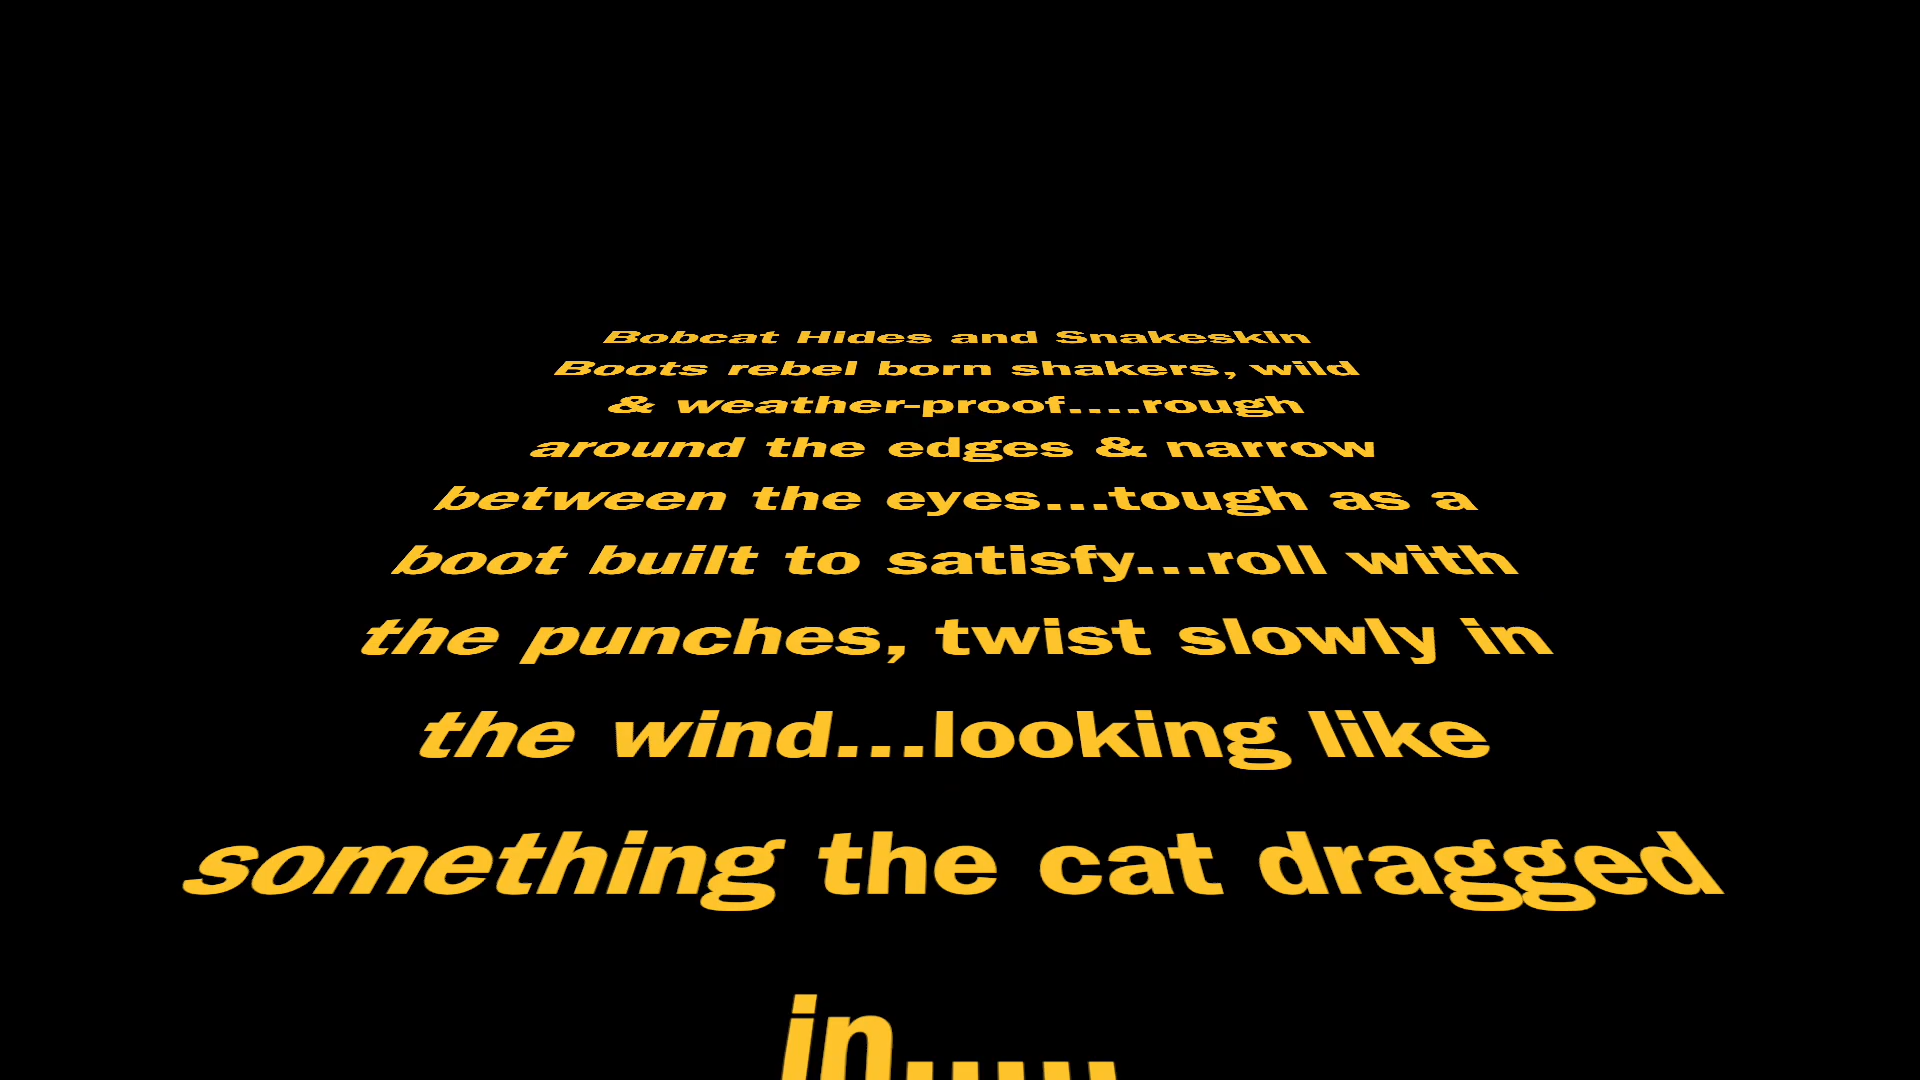 Bobcat Hides and Snakeskin
Boots rebel born shakers, wild
& weather-proof....rough
around the edges & narrow
between the eyes...tough as a
boot built to satisfy...roll with
the punches, twist slowly in
the wind...looking like
something the cat dragged
in.....